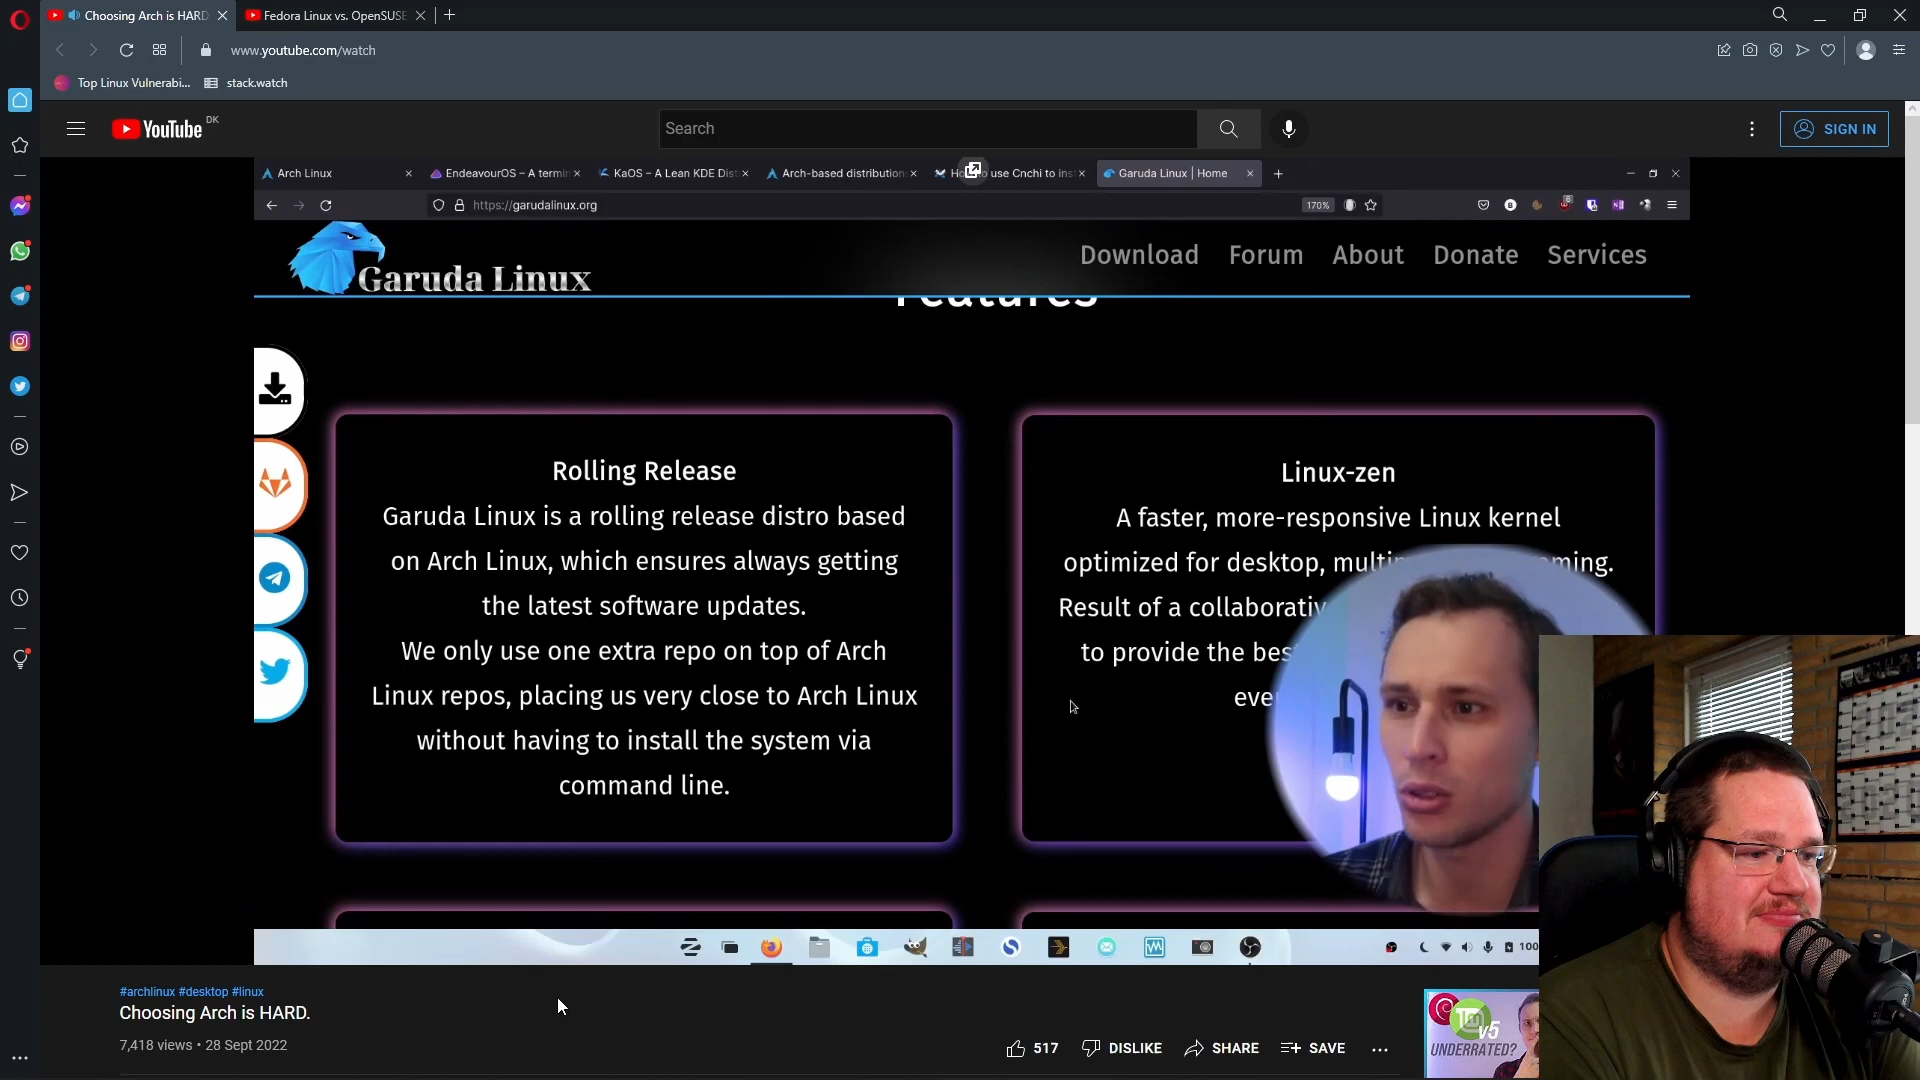 Choosing Arch is HARD
Fedora Linux vs. OpenSUSE
www.youtube.com/watch
Top Linux Vulnerabi...
stack.watch
YouTube DK
Search
SIGN IN
Arch Linux
EndeavourOS – A termin
KaOS – A Lean KDE Dist
Arch-based distribution
use Cnchi to inst
Garuda Linux | Home
https://garudalinux.org
170%
Garuda Linux
Download Forum About Donate Services
Features
Rolling Release
Garuda Linux is a rolling release distro based
on Arch Linux, which ensures always getting
the latest software updates.
We only use one extra repo on top of Arch
Linux repos, placing us very close to Arch Linux
without having to install the system via
command line.
Linux-zen
A faster, more-responsive Linux kernel
optimized for desktop, multi
ming.
Result of a collaborativ
to provide the bes
eve
100
#archlinux #desktop #linux
Choosing Arch is HARD.
7,418 views • 28 Sept 2022
517
DISLIKE
SHARE
SAVE
v5
UNDERRATED?